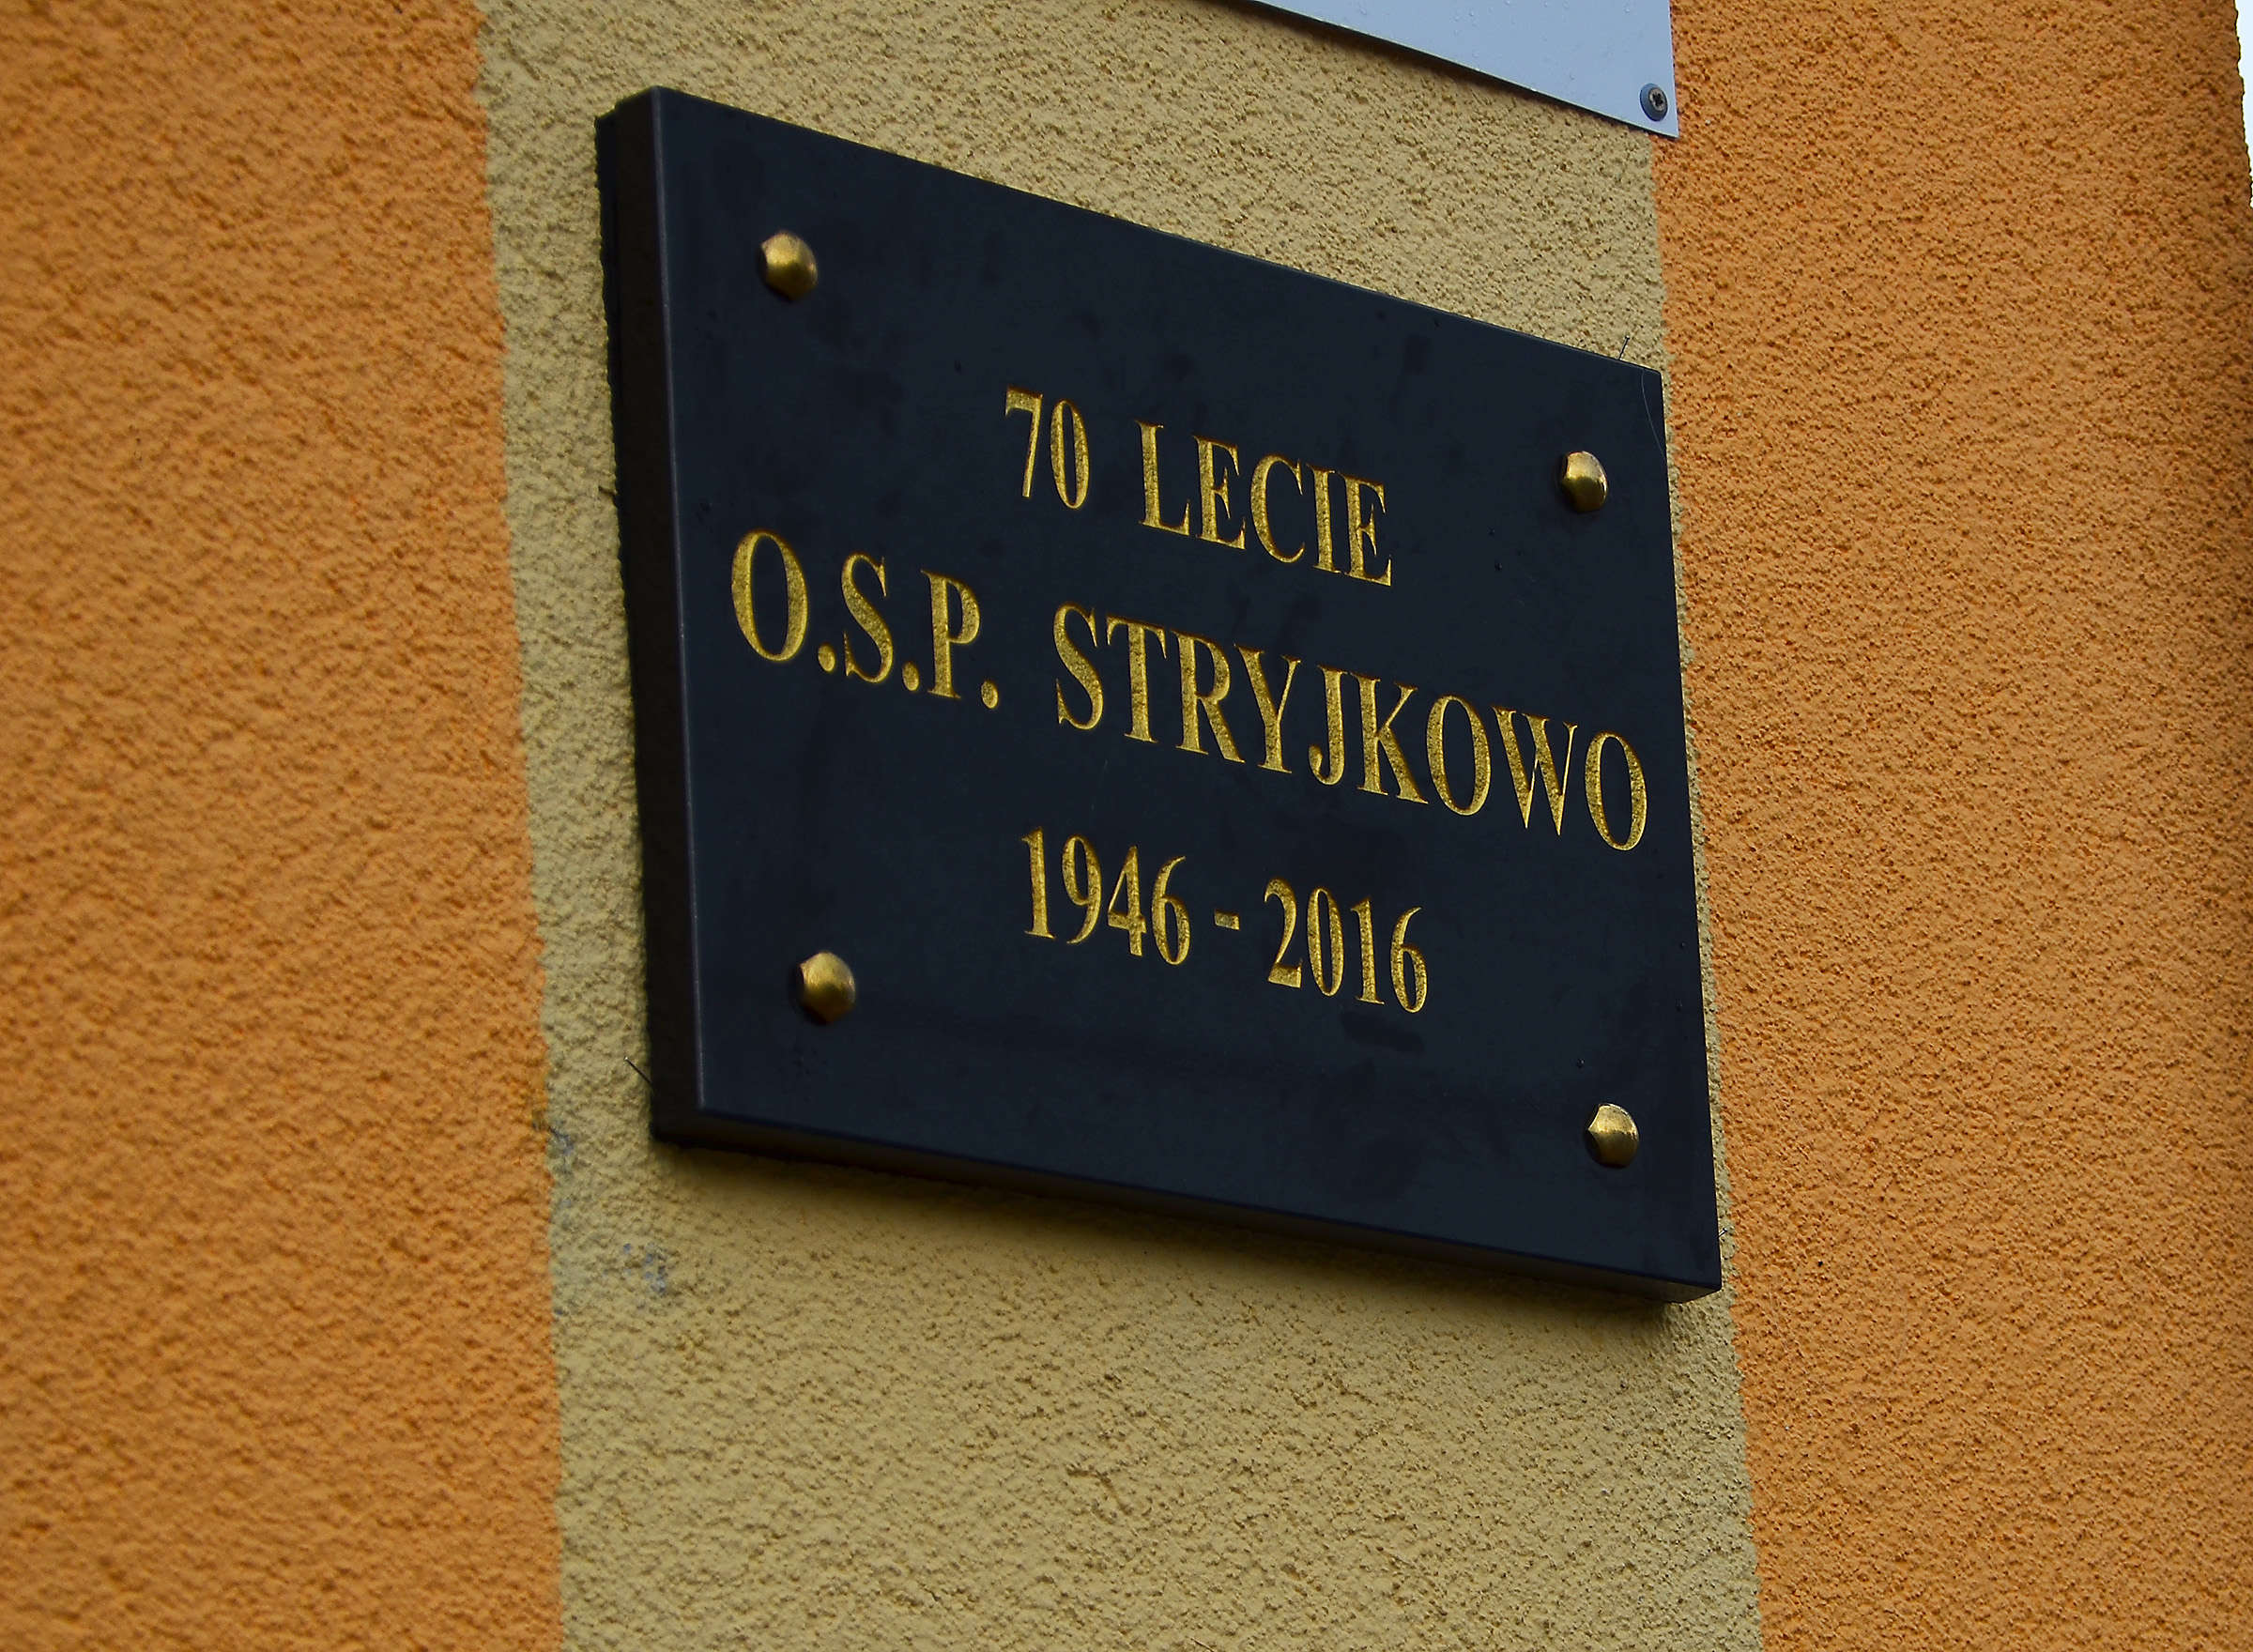 70 LECIE
O.S.P. STRYJKOWO
1946 - 2016